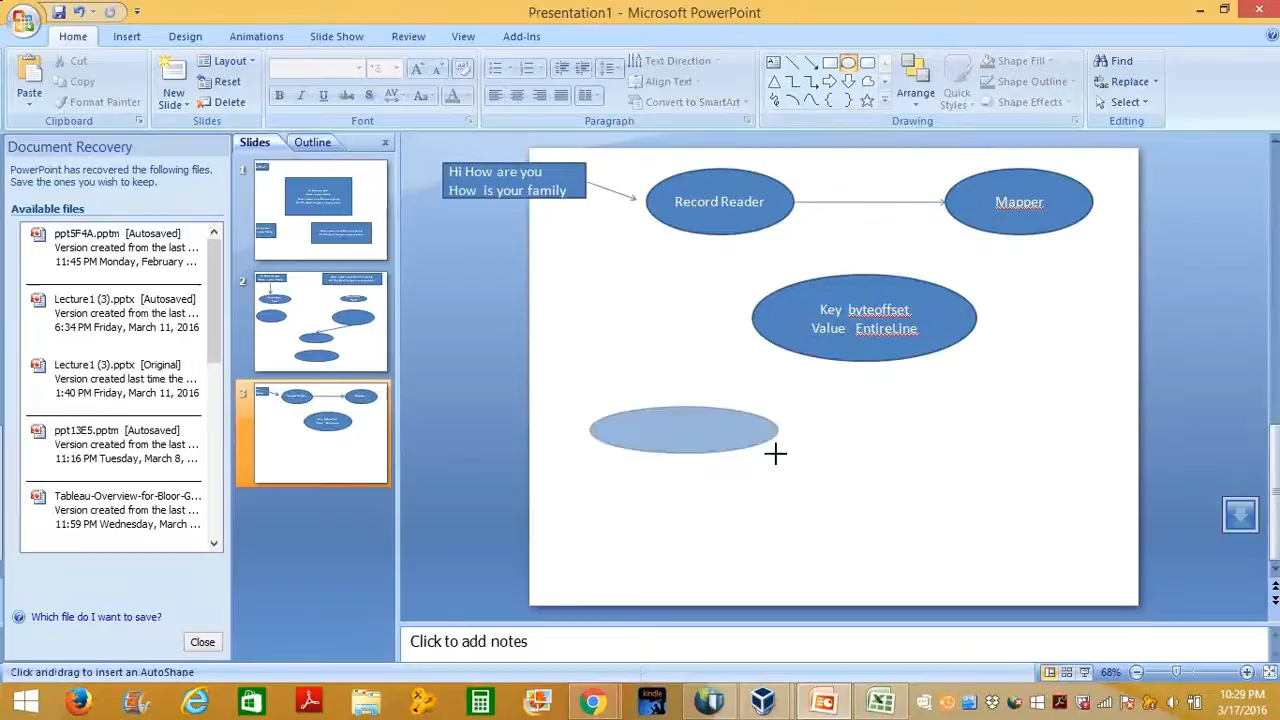 Presentation1 - Microsoft PowerPoint
Home
Insert
Design
Animations
Slide Show
Review
View
Add-Ins
Paste
Cut
Copy
Format Painter
Clipboard
New
Slide
Layout
Reset
Delete
Slides
Font
Text Direction
Align Text
Convert to SmartArt
Paragraph
Arrange
Quick
Styles
Shape Fill
Shape Outline
Shape Effects
Drawing
Find
Replace
Select
Editing
Document Recovery
PowerPoint has recovered the following files.
Save the ones you wish to keep.
Available files
ppt5F4A.pptm [Autosaved]
Version created from the last ...
11:45 PM Monday, February ...
Lecture1 (3).pptx [Autosaved]
Version created from the last ...
6:34 PM Friday, March 11, 2016
Lecture1 (3).pptx [Original]
Version created last time the ...
1:40 PM Friday, March 11, 2016
ppt13E5.pptm [Autosaved]
Version created from the last ...
11:16 PM Tuesday, March 8, ...
Tableau-Overview-for-Bloor-G...
Version created from the last ...
11:59 PM Wednesday, March ...
Which file do I want to save?
Close
Slides
Outline
1
2
3
Hi How are you
How is your family
Record Reader
Mapper
Key byteoffset
Value EntireLine
Click to add notes
Click and drag to insert an AutoShape
68%
10:29 PM
3/17/2016